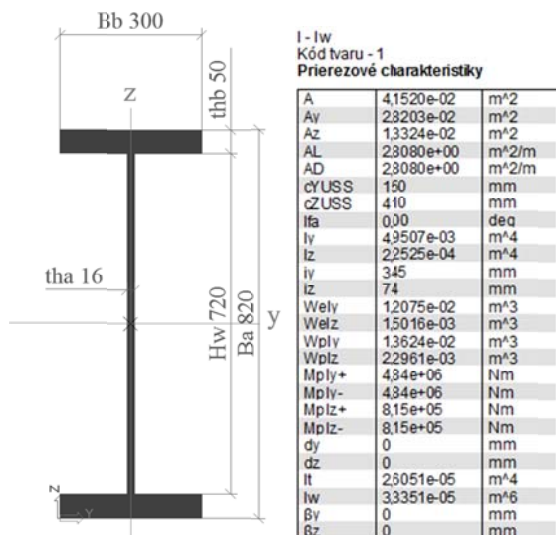 Bb 300
thb 50
z
tha 16
y
Hw 720
Ba 820
Z
Y
I - Iw
Kód tvaru - 1
Prierezové charakteristiky
A 4,1520e-02 m^2
Ay 2,8203e-02 m^2
Az 1,3324e-02 m^2
AL 2,8080e+00 m^2/m
AD 2,8080e+00 m^2/m
cYUSS 150 mm
cZUSS 410 mm
lfa 0,00 deg
Iy 4,9507e-03 m^4
Iz 2,2525e-04 m^4
iy 345 mm
iz 74 mm
Wely 1,2075e-02 m^3
Welz 1,5016e-03 m^3
Wply 1,3624e-02 m^3
Wplz 2,2961e-03 m^3
Mply+ 4,84e+06 Nm
Mply- 4,84e+06 Nm
Mplz+ 8,15e+05 Nm
Mplz- 8,15e+05 Nm
dy 0 mm
dz 0 mm
It 2,6051e-05 m^4
Iw 3,3351e-05 m^6
βy 0 mm
βz 0 mm